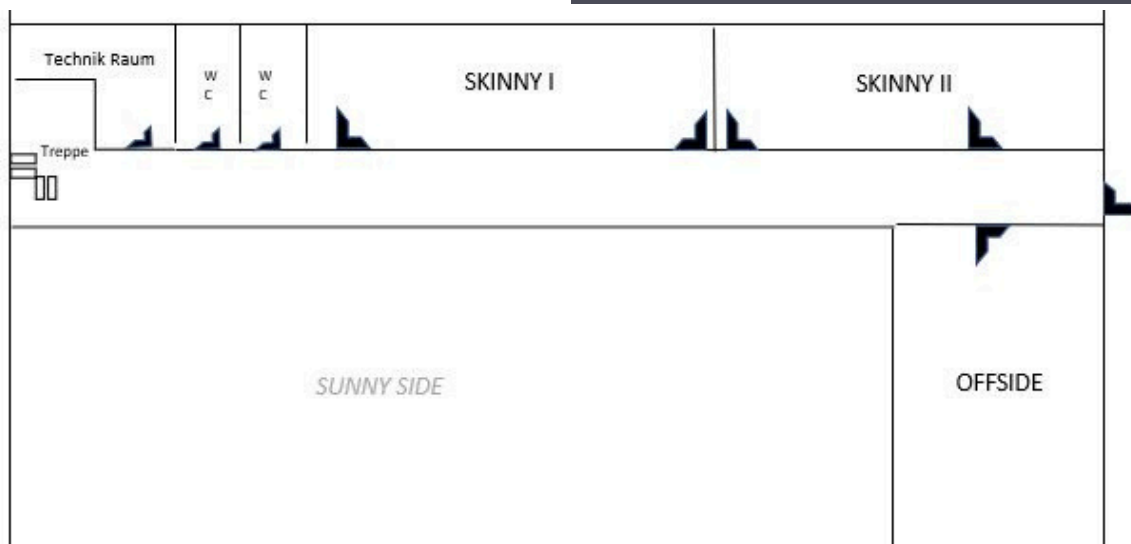 Technik Raum
W
C
W
C
SKINNY I
SKINNY II
Treppe
SUNNY SIDE
OFFSIDE